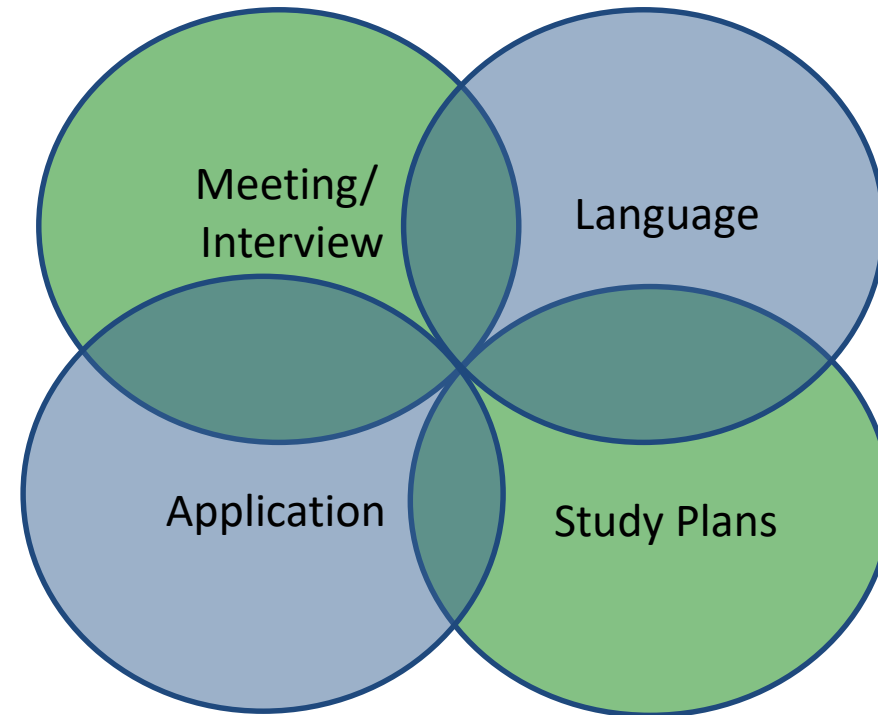 Meeting/
Interview
Language
Application
Study Plans